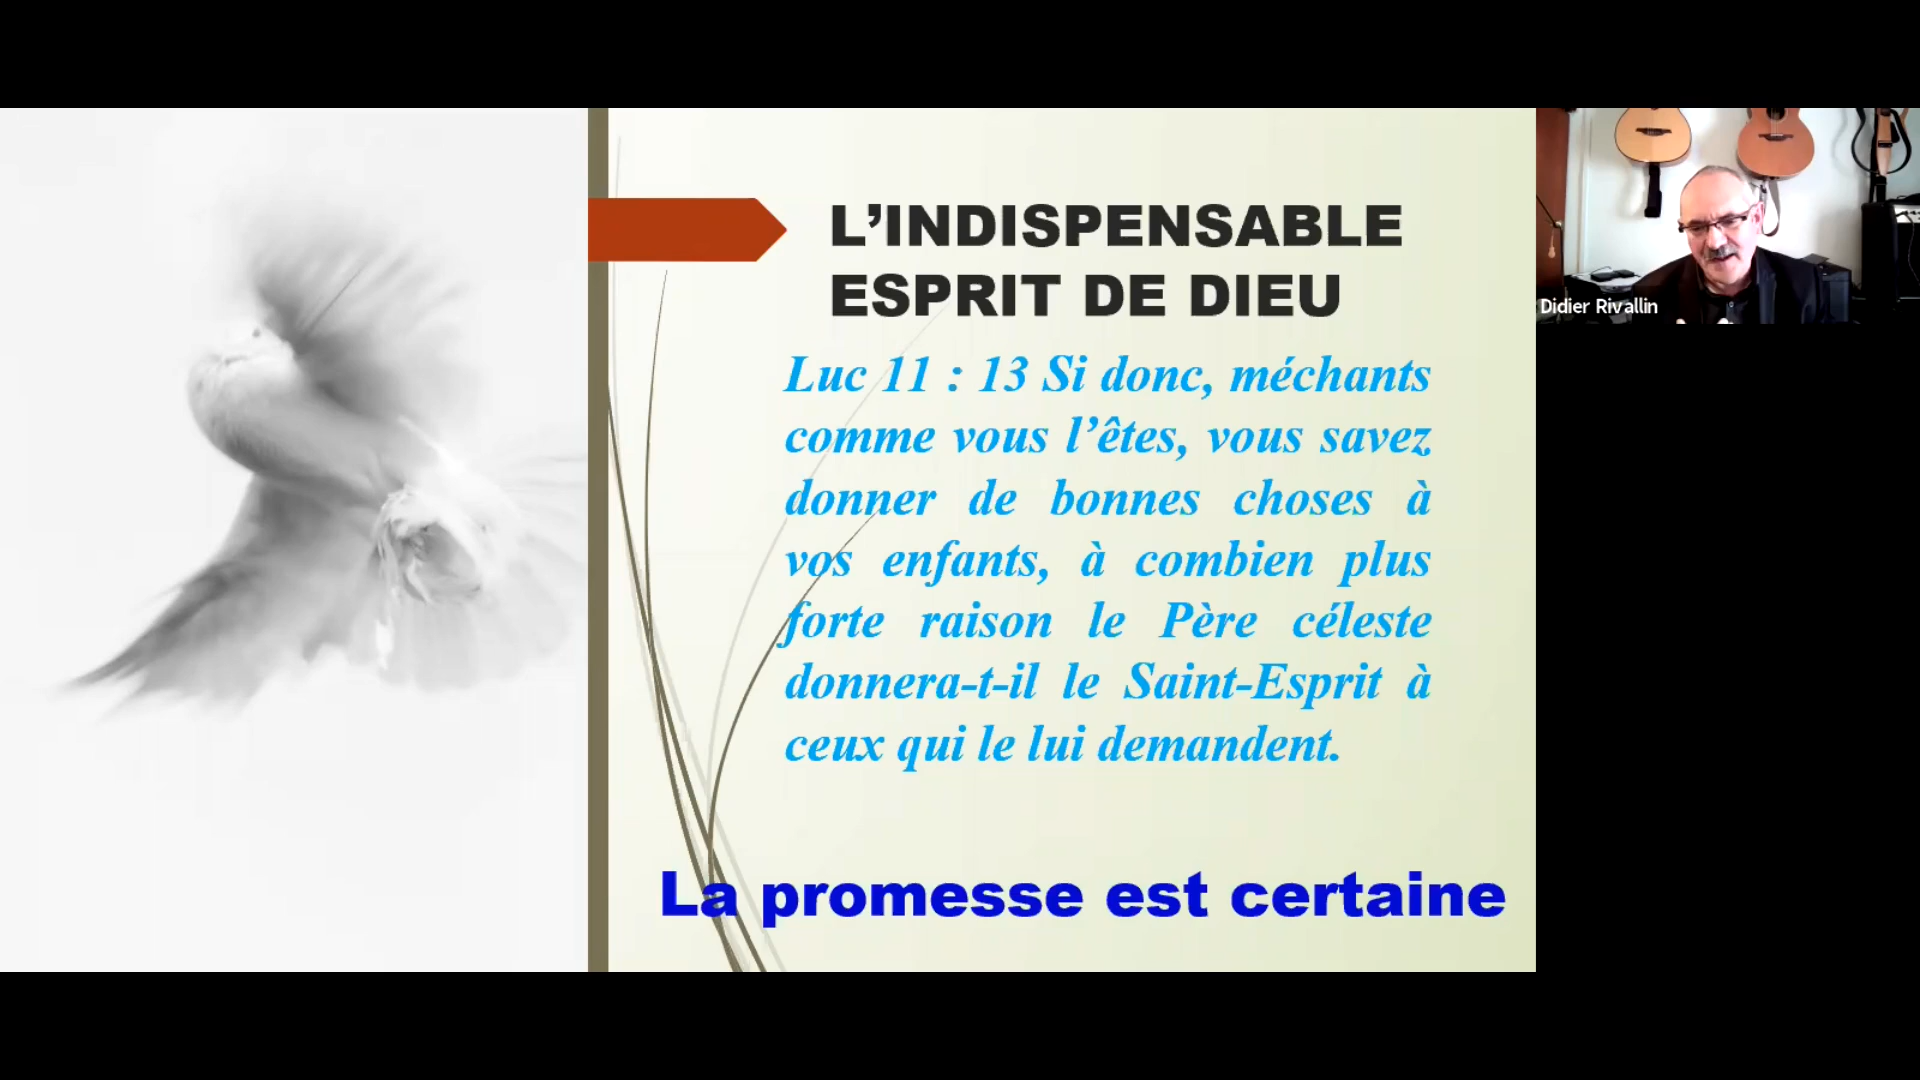 L’INDISPENSABLE
ESPRIT DE DIEU
Luc 11 : 13 Si donc, méchants
comme vous l’êtes, vous savez
donner de bonnes choses à
vos enfants, à combien plus
forte raison le Père céleste
donnera-t-il le Saint-Esprit à
ceux qui le lui demandent.
La promesse est certaine
Didier Rivallin